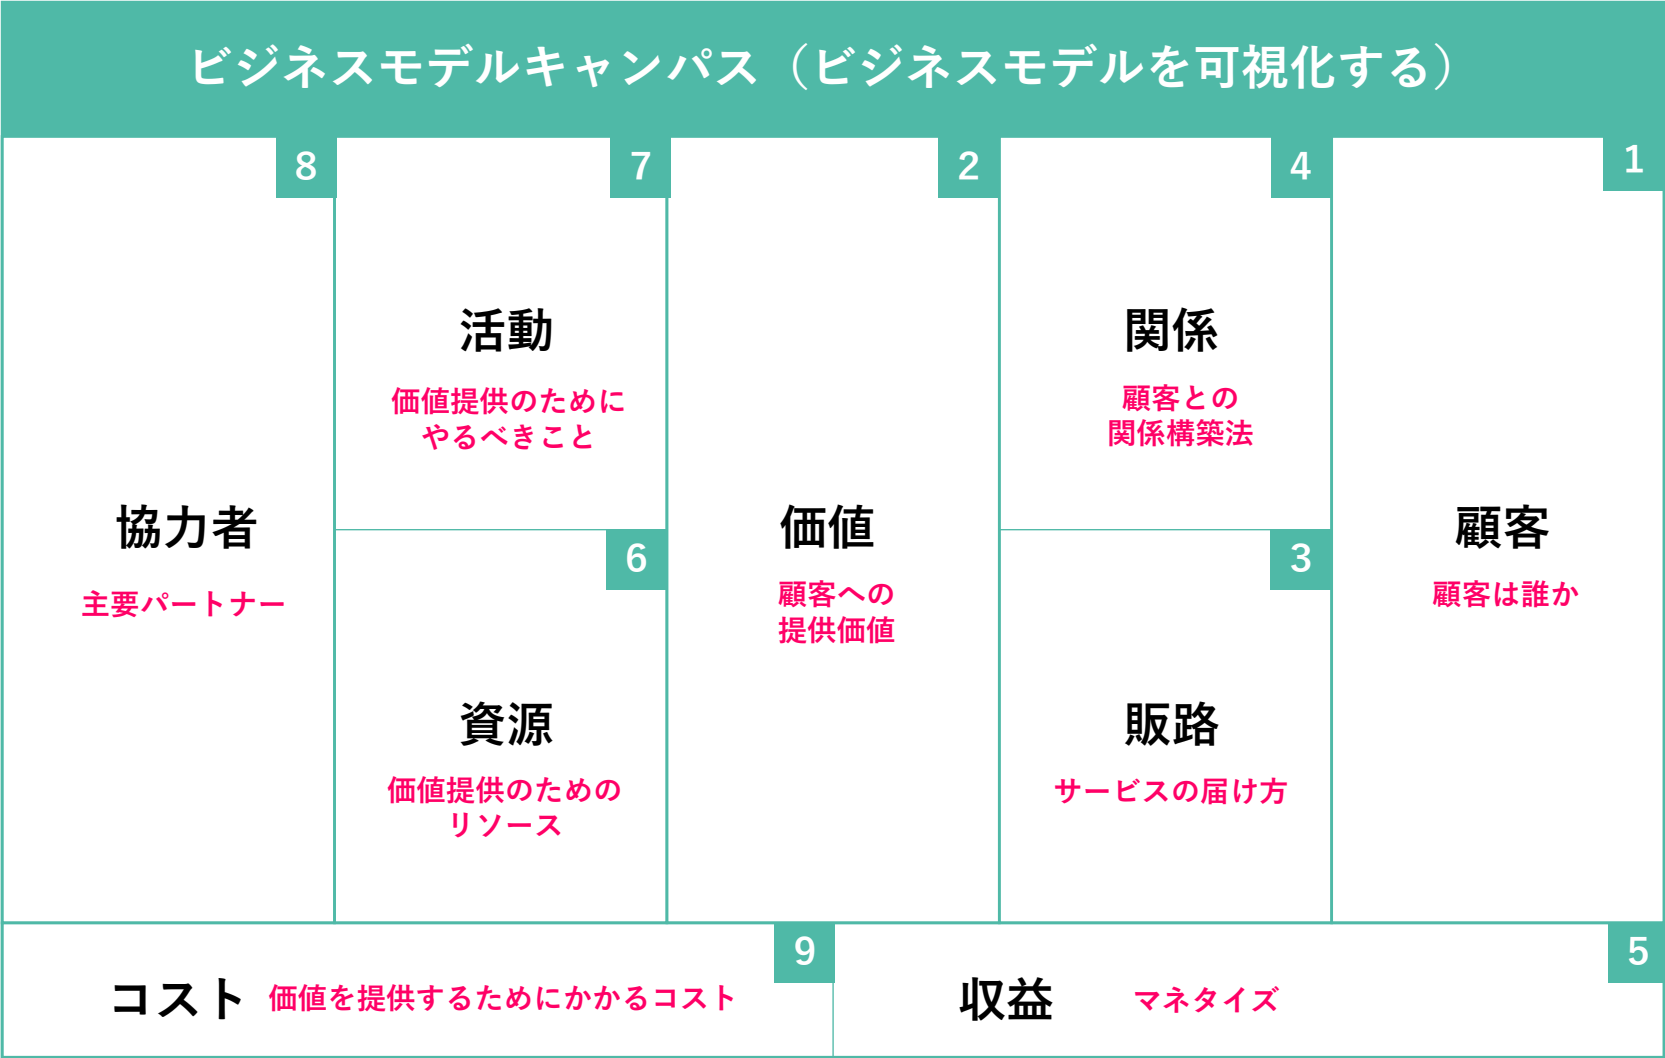 ビジネスモデルキャンパス（ビジネスモデルを可視化する）
8
協力者
主要パートナー
7
活動
価値提供のために
やるべきこと
6
資源
価値提供のための
リソース
2
価値
顧客への
提供価値
4
関係
顧客との
関係構築法
3
販路
サービスの届け方
1
顧客
顧客は誰か
9
コスト 価値を提供するためにかかるコスト
5
収益 マネタイズ